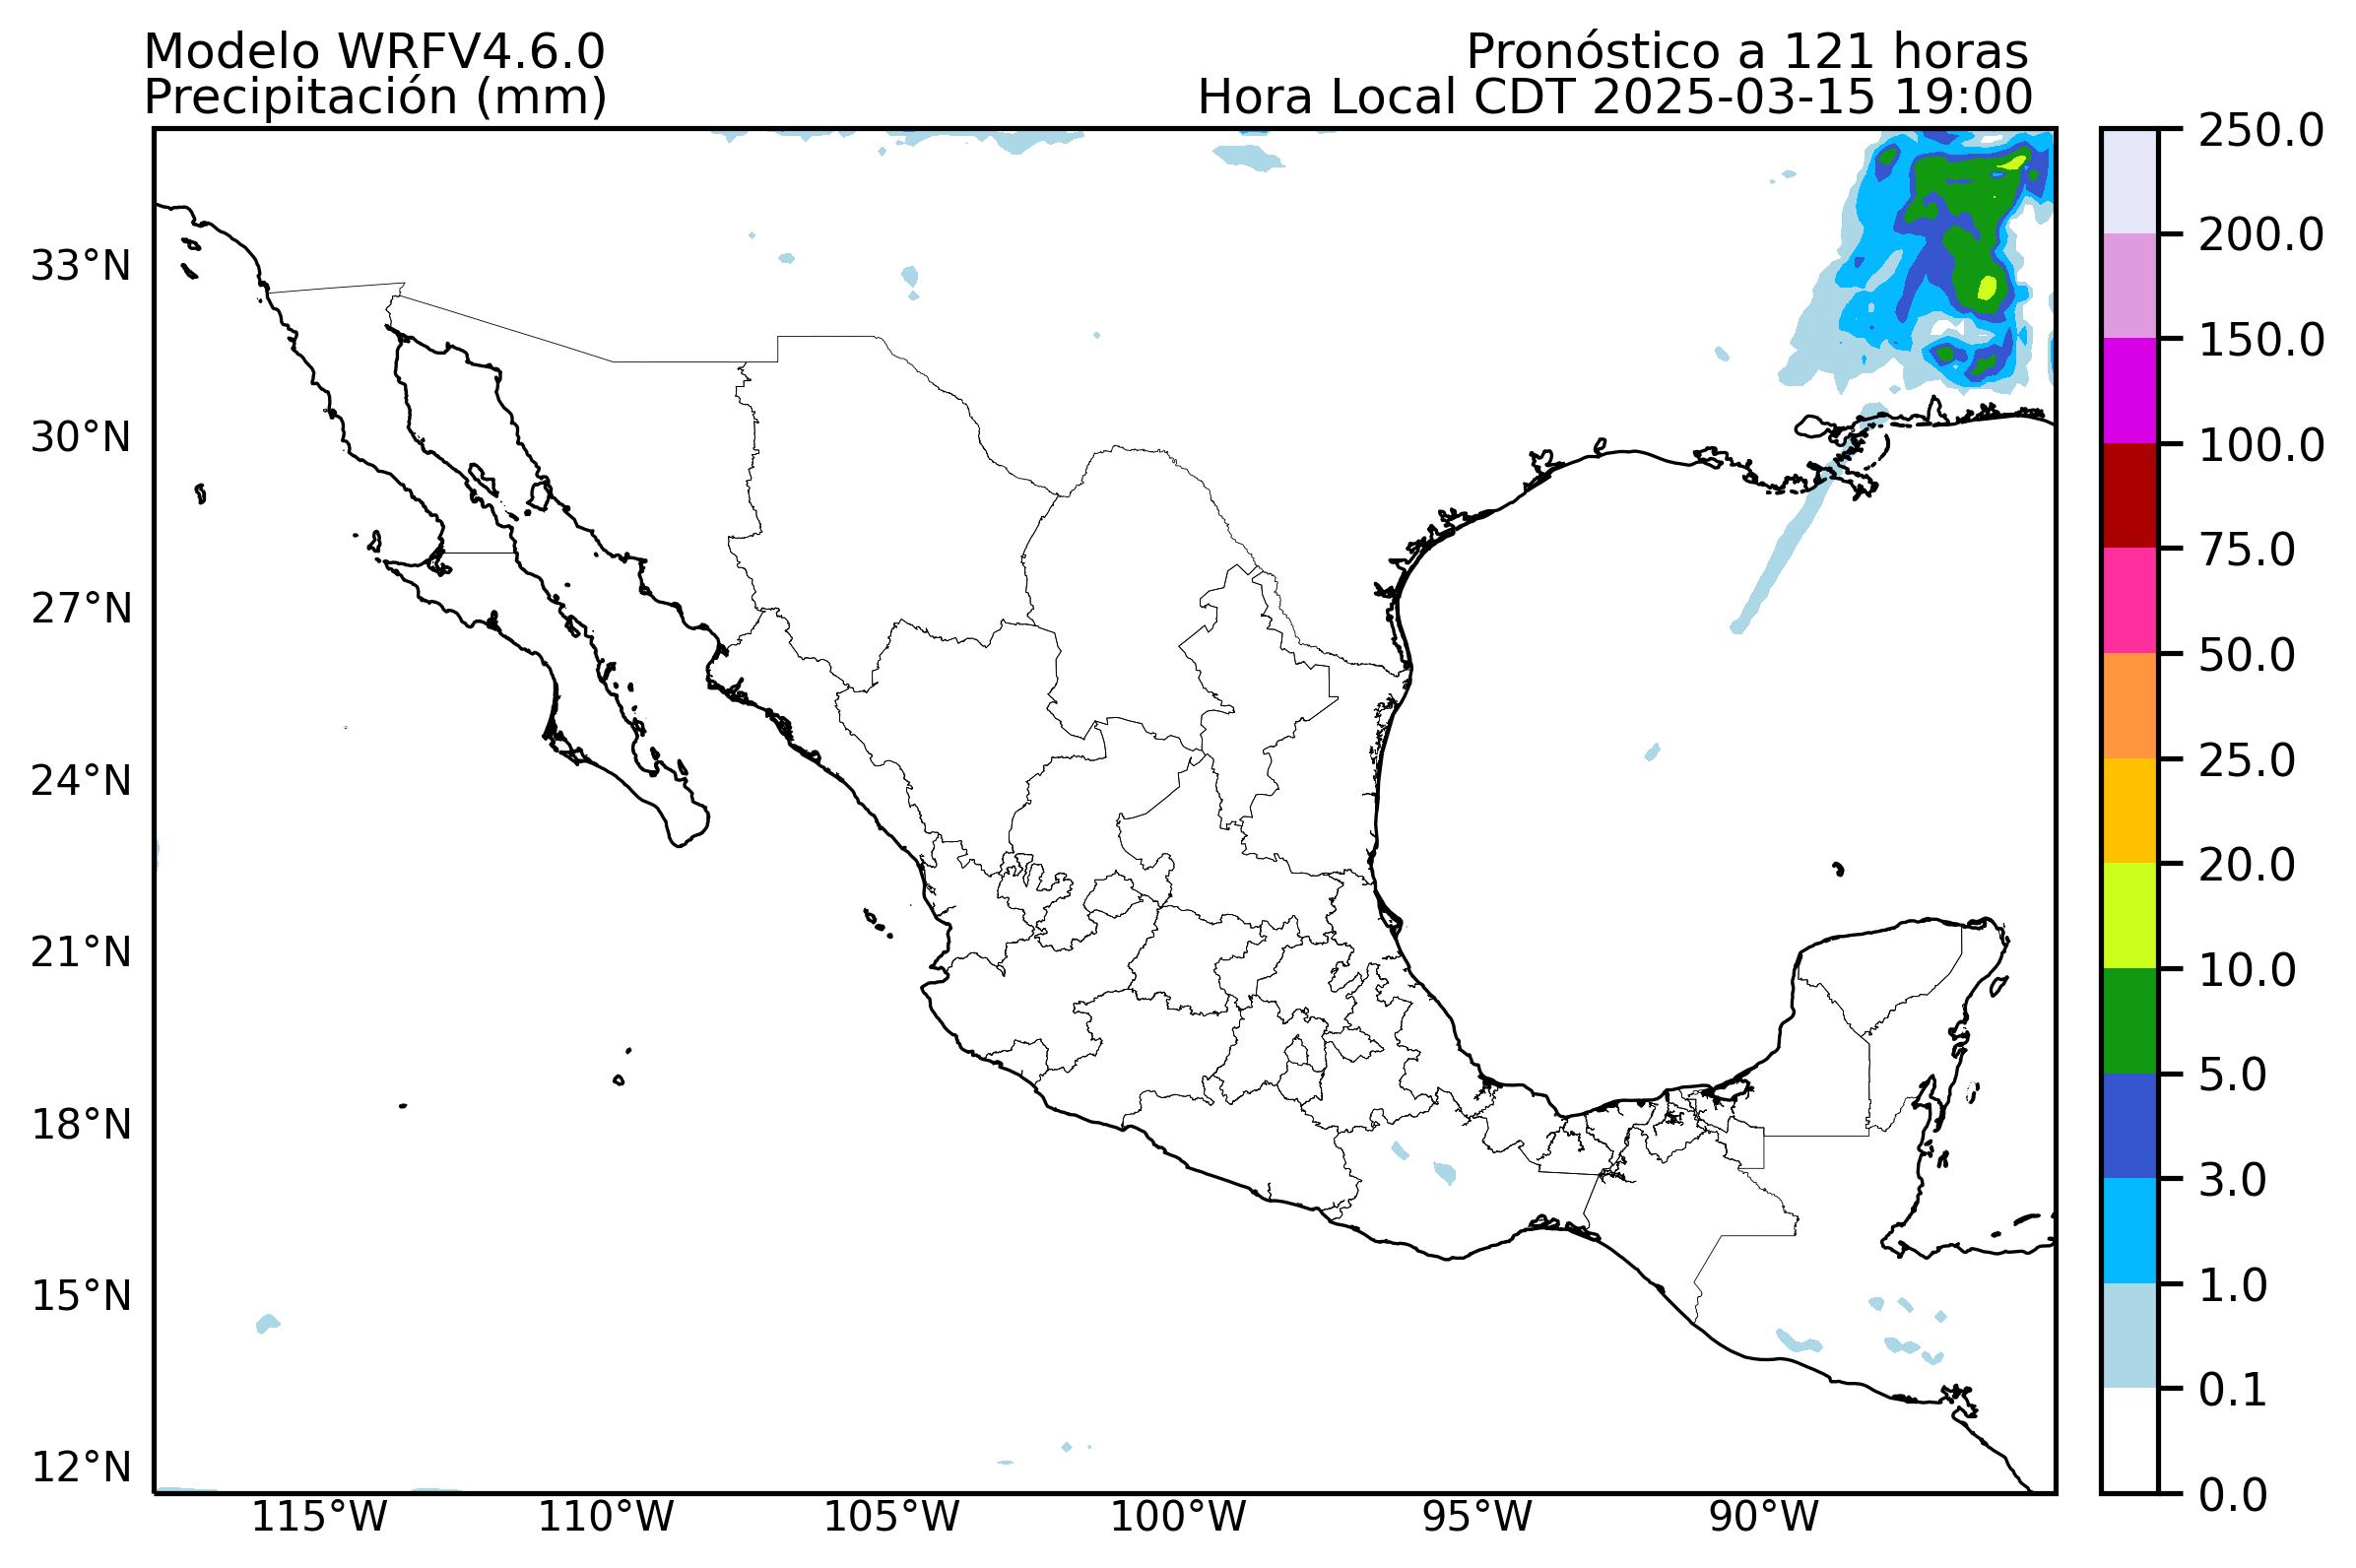 Modelo WRFV4.6.0
Precipitación (mm)
Pronóstico a 121 horas
Hora Local CDT 2025-03-15 19:00
33°N
30°N
27°N
24°N
21°N
18°N
15°N
12°N
115°W
110°W
105°W
100°W
95°W
90°W
250.0
200.0
150.0
100.0
75.0
50.0
25.0
20.0
10.0
5.0
3.0
1.0
0.1
0.0